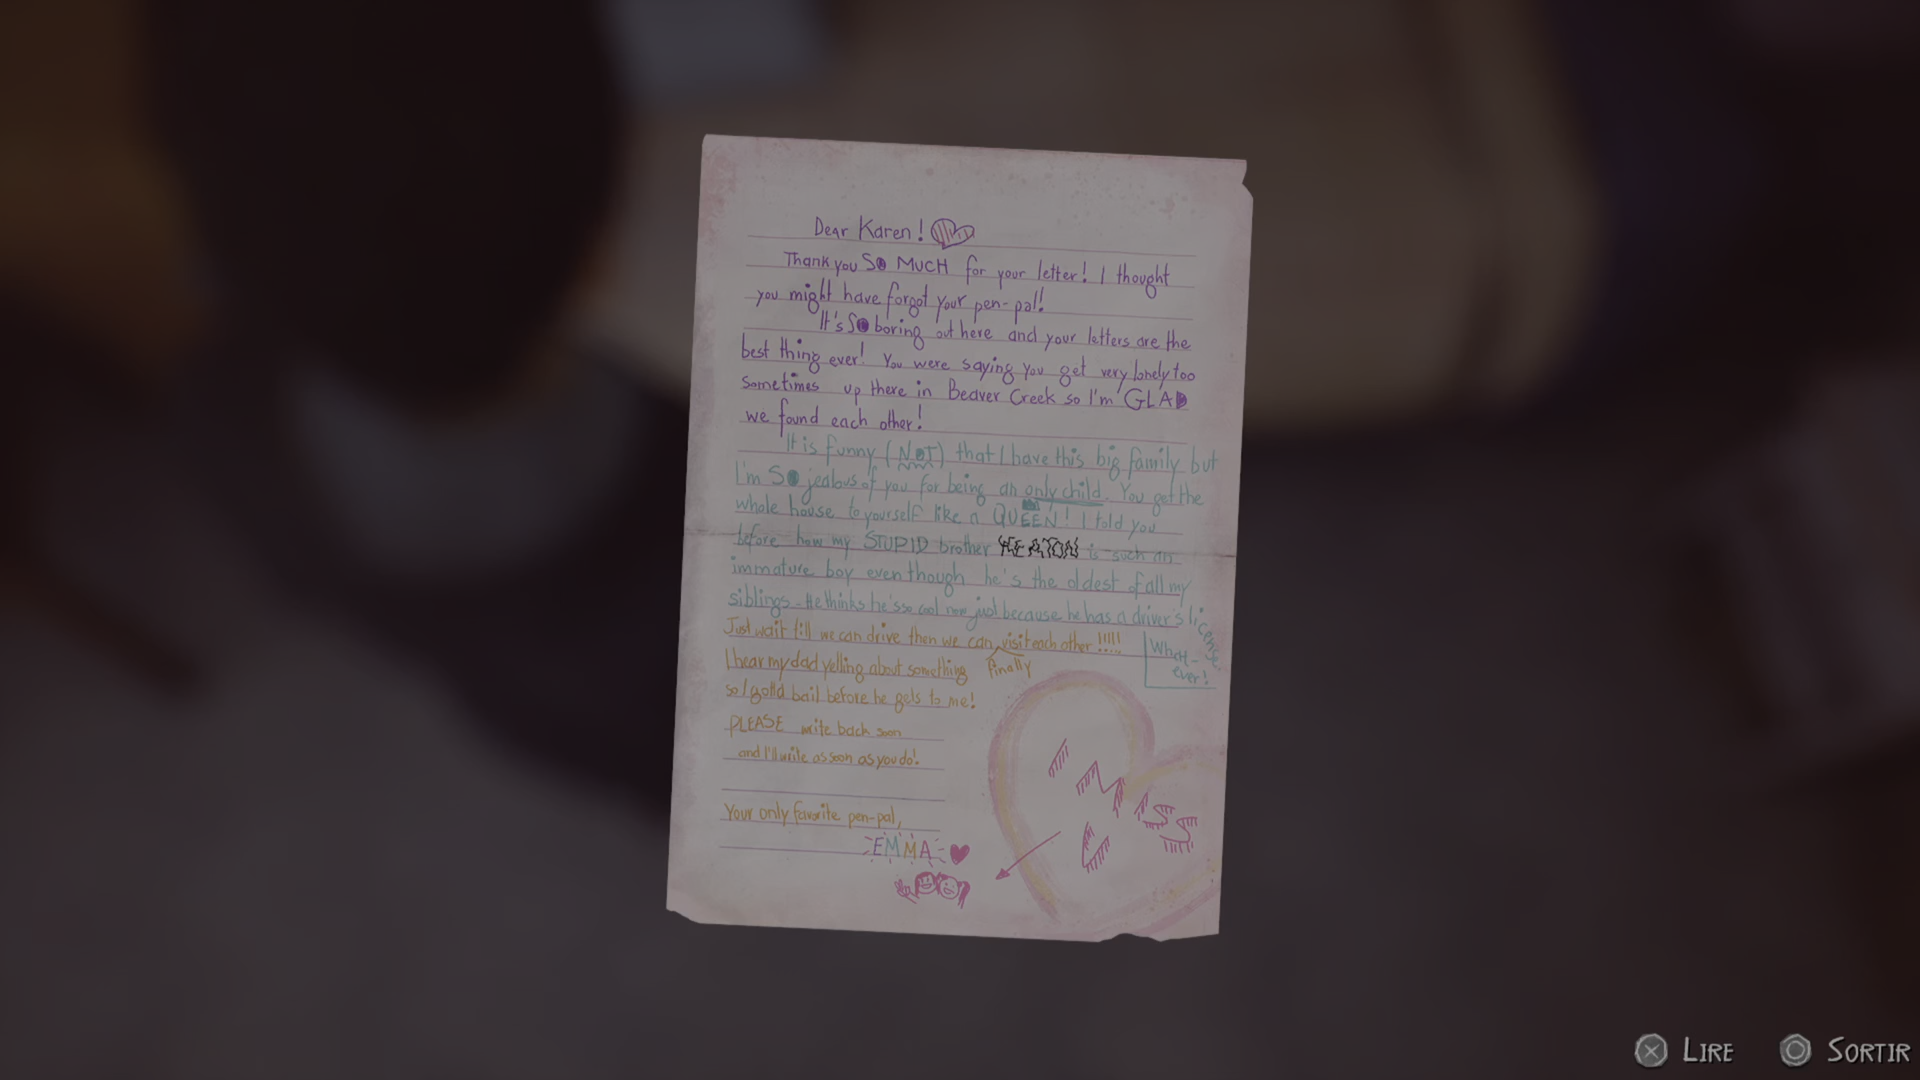 Dear Karen!
Thank you SO MUCH for your letter! I thought
you might have forgot your pen-pal!
It's SO boring out here and your letters are the
best thing ever! You were saying you get very lonely too
sometimes up there in Beaver Creek so I'm GLAD
we found each other!
It is funny (NOT) that I have this big family but
I'm SO jealous of you for being an only child. You get the
whole house to yourself like a QUEEN! I told you
before how my STUPID brother is such an
immature boy even though he's the oldest of all my
siblings. He thinks he's so cool now just because he has a driver's license.
What-
ever!
Just wait till we can drive then we can finally visit each other!!!!!
I hear my dad yelling about something
so I gotta bail before he gets to me!
PLEASE write back soon
and I'll write as soon as you do!
Your only favorite pen-pal,
EMMA
I MISS U
LIRE SORTIR